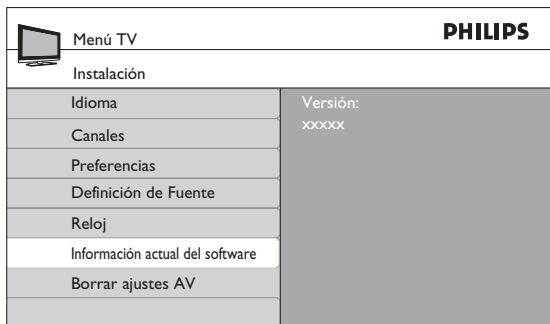 Menú TV
PHILIPS
Instalación
Idioma
Canales
Preferencias
Definición de Fuente
Reloj
Información actual del software
Borrar ajustes AV
Versión:
xxxxx